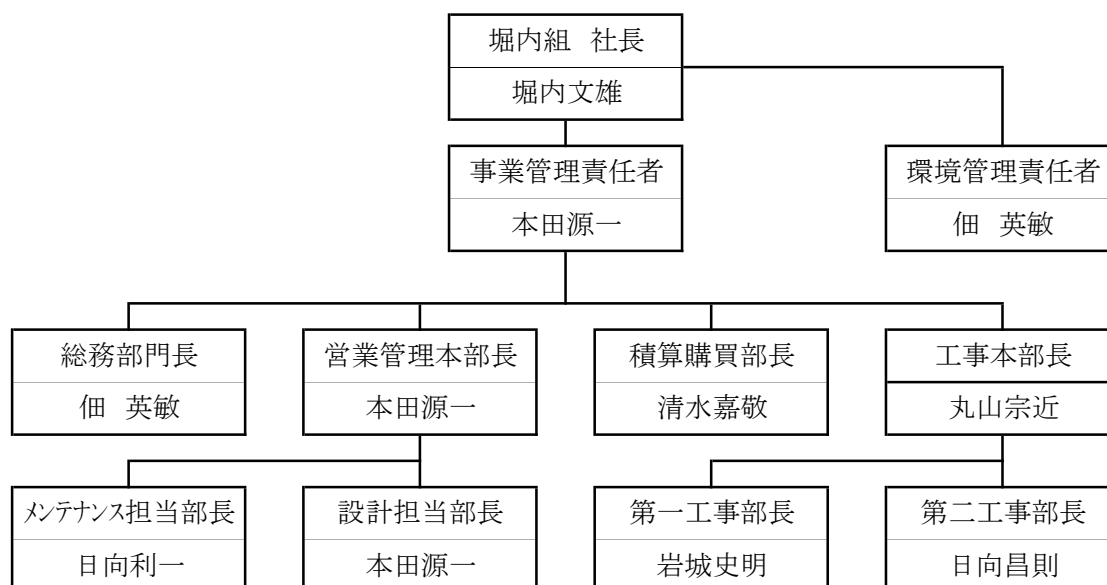 堀内組　社長
堀内文雄
事業管理責任者
本田源一
環境管理責任者
佃　英敏
総務部門長
佃　英敏
営業管理本部長
本田源一
積算購買部長
清水嘉敬
工事本部長
丸山宗近
メンテナンス担当部長
日向利一
設計担当部長
本田源一
第一工事部長
岩城史明
第二工事部長
日向昌則